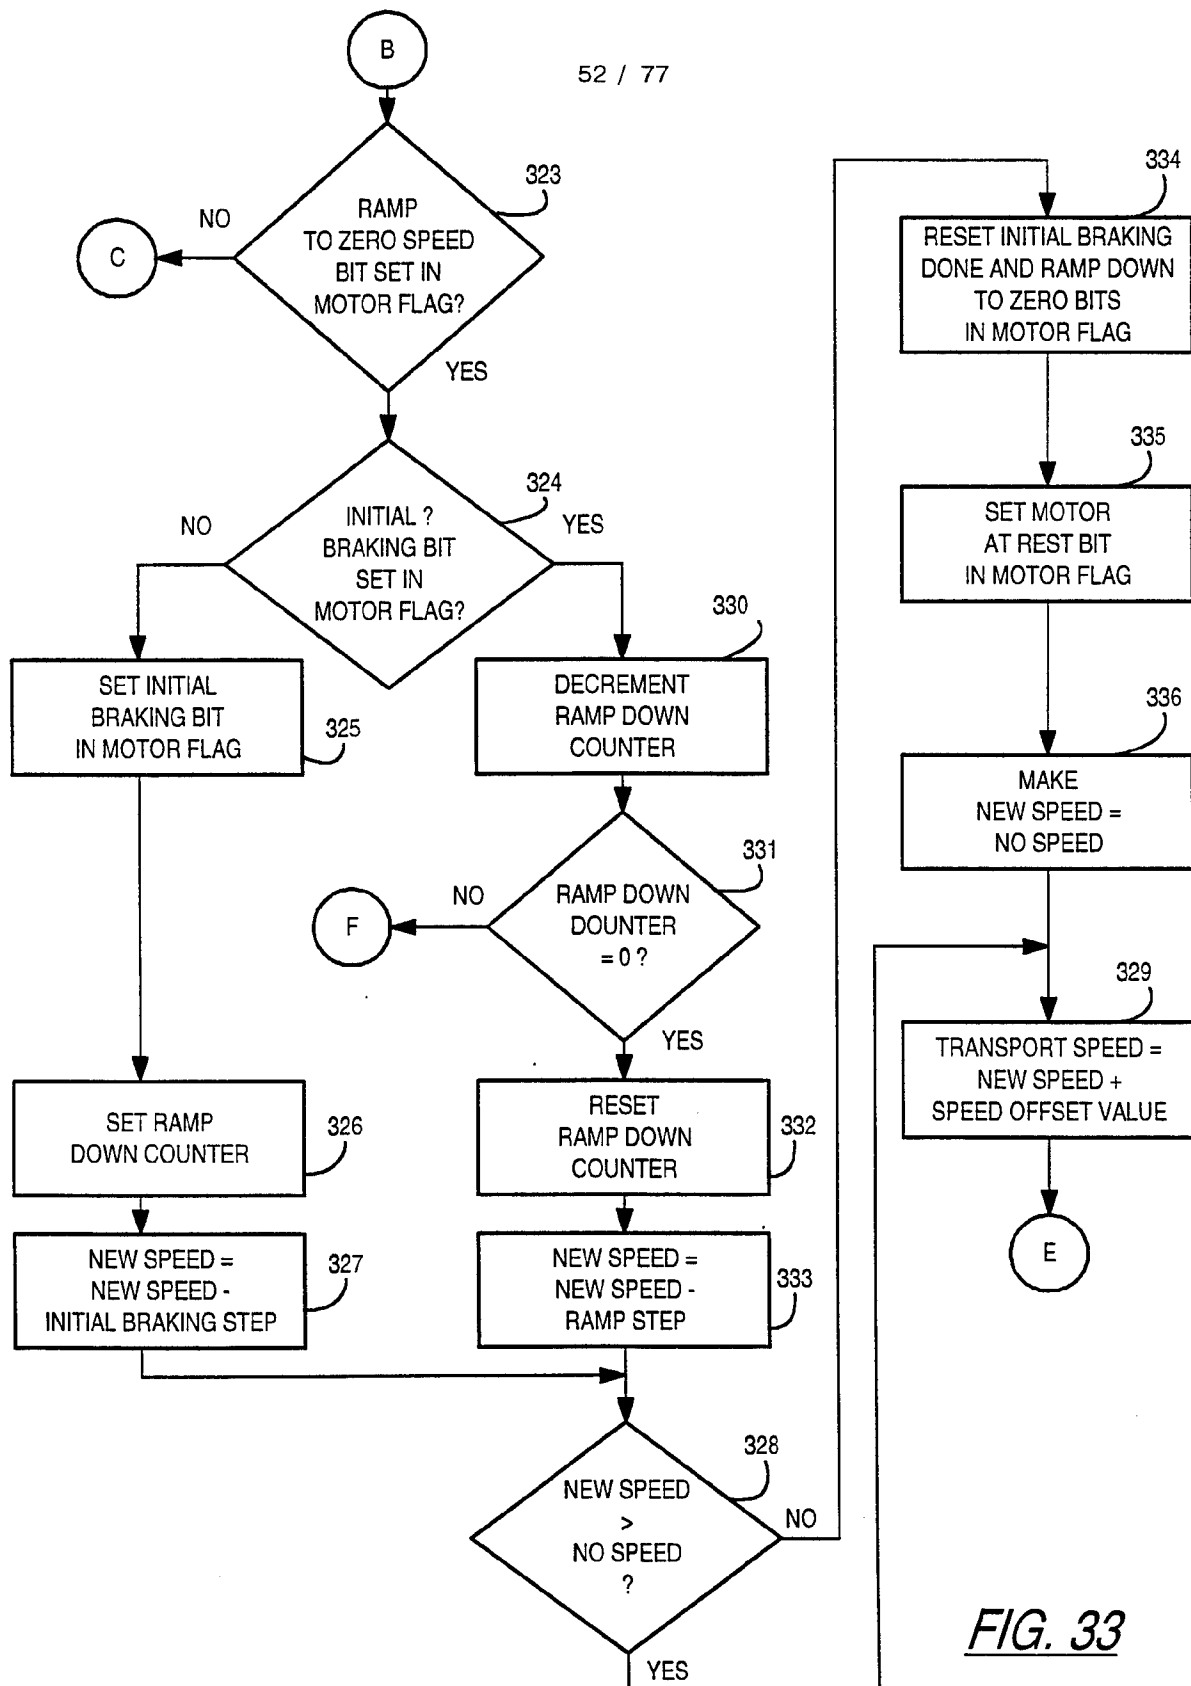 B
52 / 77
323
RAMP
TO ZERO SPEED
BIT SET IN
MOTOR FLAG?
NO
C
YES
324
INITIAL ?
BRAKING BIT
SET IN
MOTOR FLAG?
NO
YES
SET INITIAL
BRAKING BIT
IN MOTOR FLAG
325
330
DECREMENT
RAMP DOWN
COUNTER
331
RAMP DOWN
DOUNTER
= 0 ?
NO
F
YES
SET RAMP
DOWN COUNTER
326
RESET
RAMP DOWN
COUNTER
332
NEW SPEED =
NEW SPEED -
INITIAL BRAKING STEP
327
NEW SPEED =
NEW SPEED -
RAMP STEP
333
328
NEW SPEED
>
NO SPEED
?
NO
YES
334
RESET INITIAL BRAKING
DONE AND RAMP DOWN
TO ZERO BITS
IN MOTOR FLAG
335
SET MOTOR
AT REST BIT
IN MOTOR FLAG
336
MAKE
NEW SPEED =
NO SPEED
329
TRANSPORT SPEED =
NEW SPEED +
SPEED OFFSET VALUE
E
FIG. 33